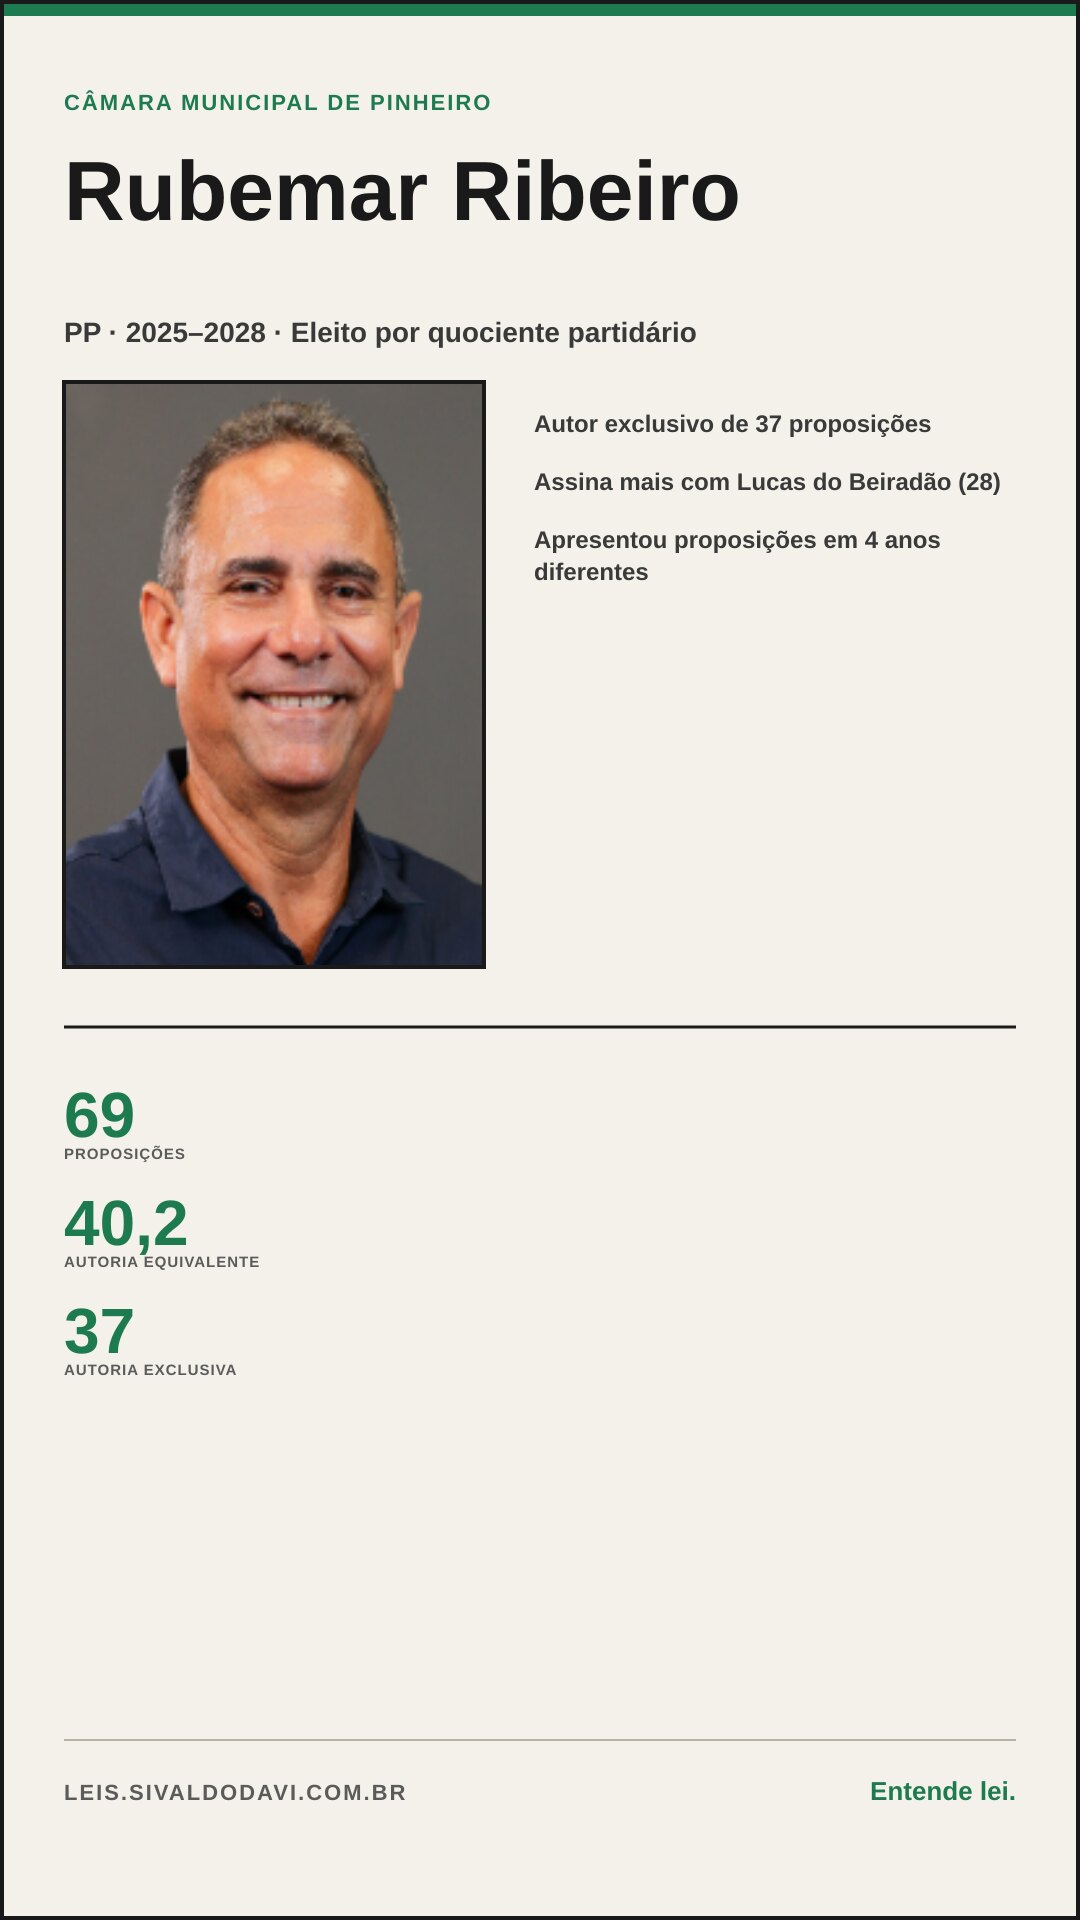 CÂMARA MUNICIPAL DE PINHEIRO
Rubemar Ribeiro
PP · 2025–2028 · Eleito por quociente partidário
Autor exclusivo de 37 proposições
Assina mais com Lucas do Beiradão (28)
Apresentou proposições em 4 anos
diferentes
69
PROPOSIÇÕES
40,2
AUTORIA EQUIVALENTE
37
AUTORIA EXCLUSIVA
LEIS.SIVALDODAVI.COM.BR
Entende lei.